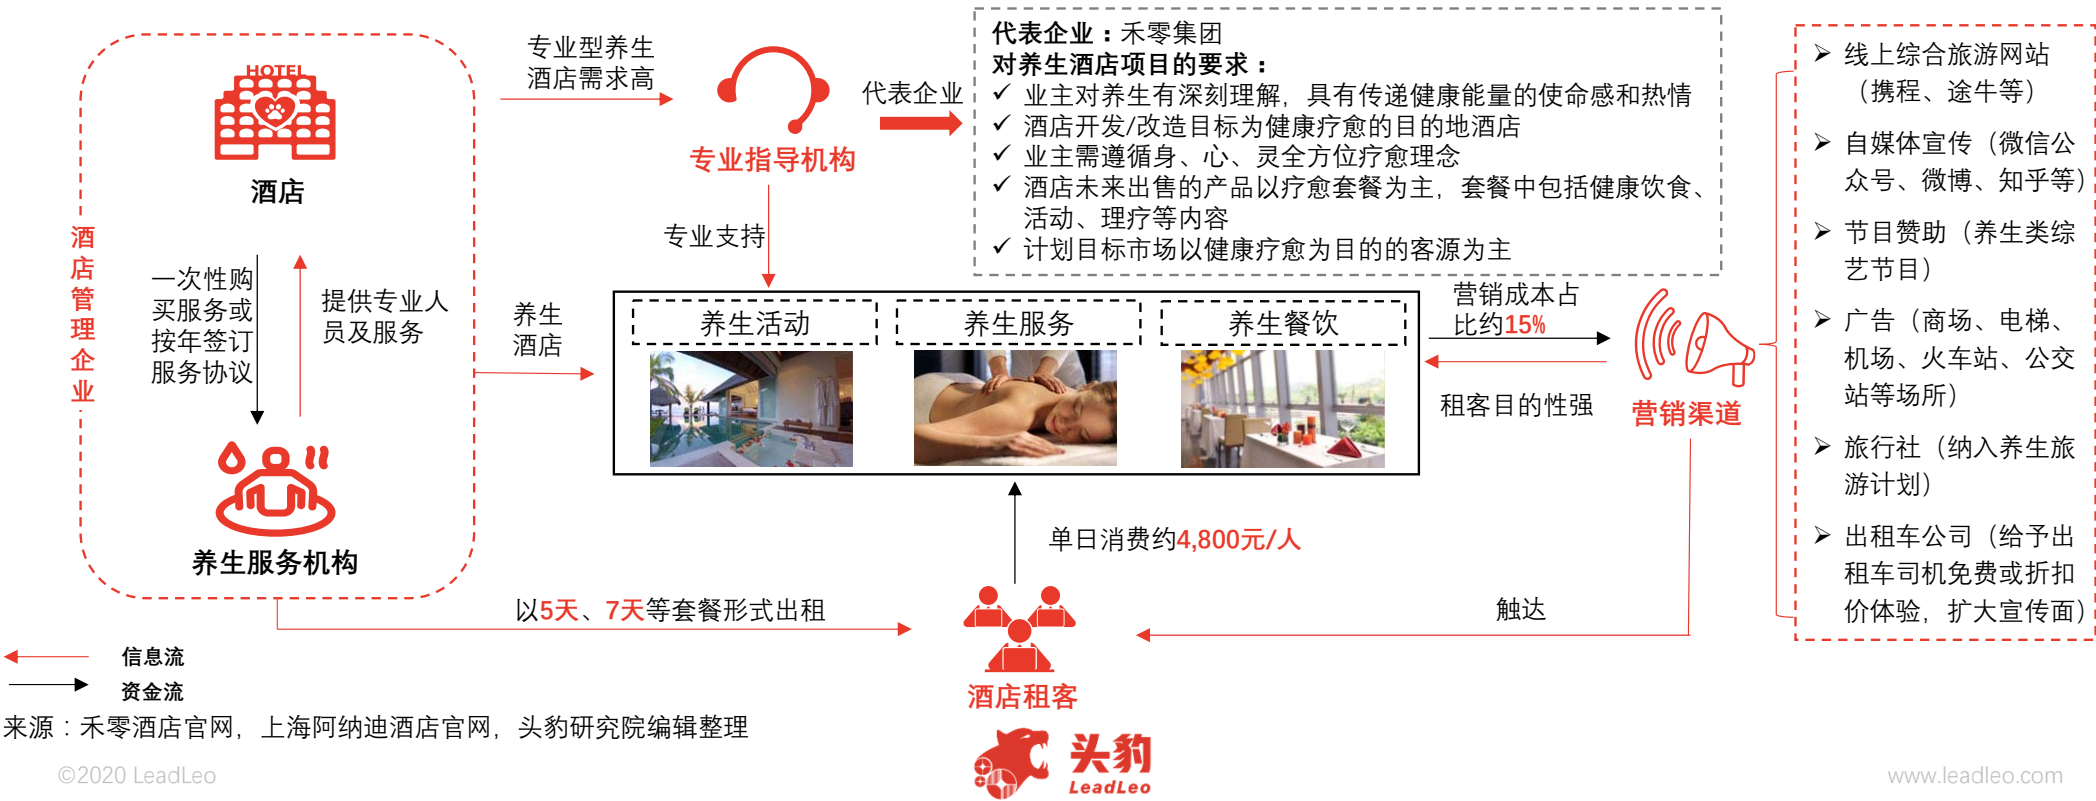 HOTEL
酒店
酒店管理企业
一次性购
买服务或
按年签订
服务协议
提供专业人
员及服务
养生服务机构
专业型养生
酒店需求高
专业指导机构
代表企业
专业支持
代表企业：禾零集团
对养生酒店项目的要求：
✓ 业主对养生有深刻理解，具有传递健康能量的使命感和热情
✓ 酒店开发/改造目标为健康疗愈的目的地酒店
✓ 业主需遵循身、心、灵全方位疗愈理念
✓ 酒店未来出售的产品以疗愈套餐为主，套餐中包括健康饮食、
活动、理疗等内容
✓ 计划目标市场以健康疗愈为目的的客源为主
养生
酒店
养生活动
养生服务
养生餐饮
营销成本占
比约15%
租客目的性强
营销渠道
➢ 线上综合旅游网站
（携程、途牛等）
➢ 自媒体宣传（微信公
众号、微博、知乎等）
➢ 节目赞助（养生类综
艺节目）
➢ 广告（商场、电梯、
机场、火车站、公交
站等场所）
➢ 旅行社（纳入养生旅
游计划）
➢ 出租车公司（给予出
租车司机免费或折扣
价体验，扩大宣传面）
单日消费约4,800元/人
以5天、7天等套餐形式出租
触达
酒店租客
信息流
资金流
来源：禾零酒店官网，上海阿纳迪酒店官网，头豹研究院编辑整理
头豹
LeadLeo
©2020 LeadLeo
www.leadleo.com